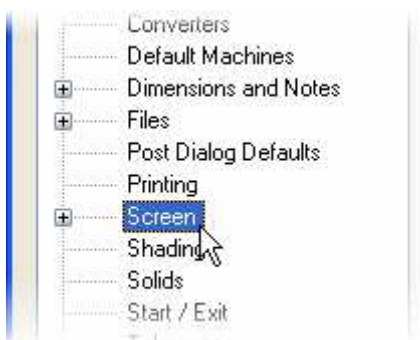 Converters
Default Machines
Dimensions and Notes
Files
Post Dialog Defaults
Printing
Screen
Shading
Solids
Start / Exit